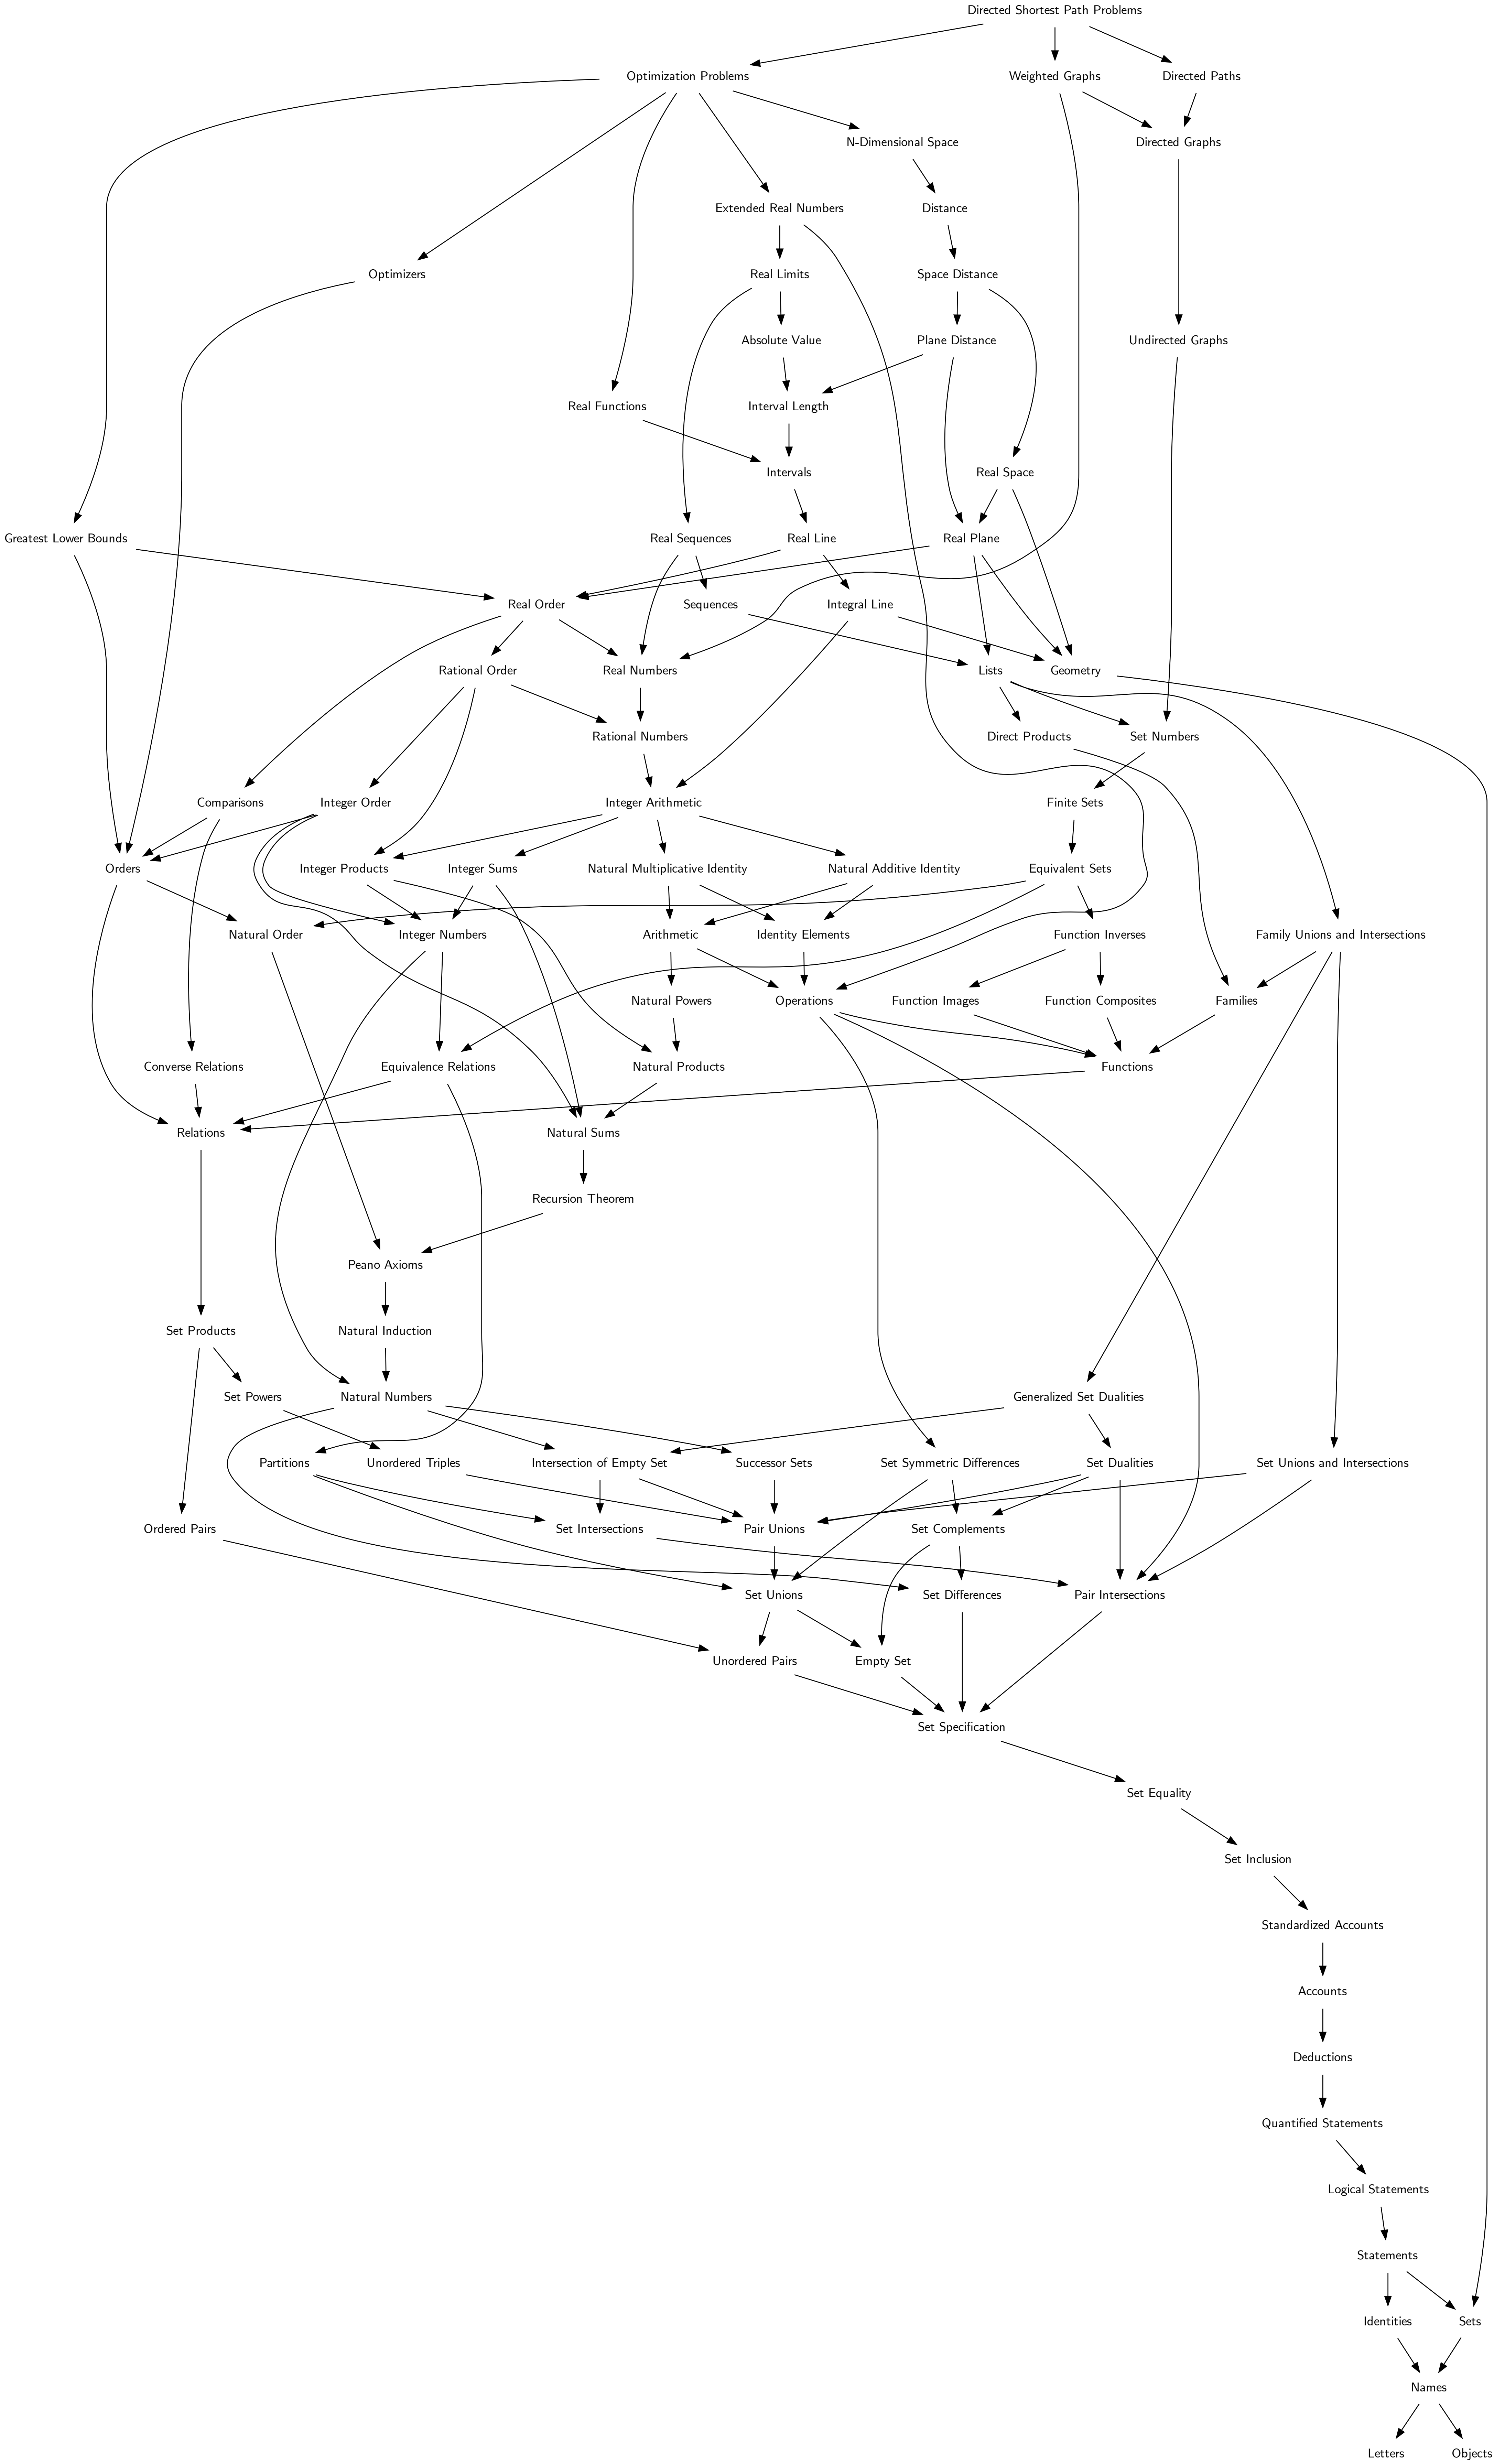 Directed Shortest Path Problems
Optimization Problems
Weighted Graphs
Directed Paths
N-Dimensional Space
Directed Graphs
Extended Real Numbers
Distance
Optimizers
Real Limits
Space Distance
Absolute Value
Plane Distance
Undirected Graphs
Real Functions
Interval Length
Intervals
Real Space
Greatest Lower Bounds
Real Sequences
Real Line
Real Plane
Real Order
Sequences
Integral Line
Rational Order
Real Numbers
Lists
Geometry
Rational Numbers
Direct Products
Set Numbers
Comparisons
Integer Order
Integer Arithmetic
Finite Sets
Orders
Integer Products
Integer Sums
Natural Multiplicative Identity
Natural Additive Identity
Equivalent Sets
Natural Order
Integer Numbers
Arithmetic
Identity Elements
Function Inverses
Family Unions and Intersections
Natural Powers
Operations
Function Images
Function Composites
Families
Converse Relations
Equivalence Relations
Natural Products
Functions
Relations
Natural Sums
Recursion Theorem
Peano Axioms
Set Products
Natural Induction
Set Powers
Natural Numbers
Generalized Set Dualities
Partitions
Unordered Triples
Intersection of Empty Set
Successor Sets
Set Symmetric Differences
Set Dualities
Set Unions and Intersections
Ordered Pairs
Set Intersections
Pair Unions
Set Complements
Set Unions
Set Differences
Pair Intersections
Unordered Pairs
Empty Set
Set Specification
Set Equality
Set Inclusion
Standardized Accounts
Accounts
Deductions
Quantified Statements
Logical Statements
Statements
Identities
Sets
Names
Letters
Objects